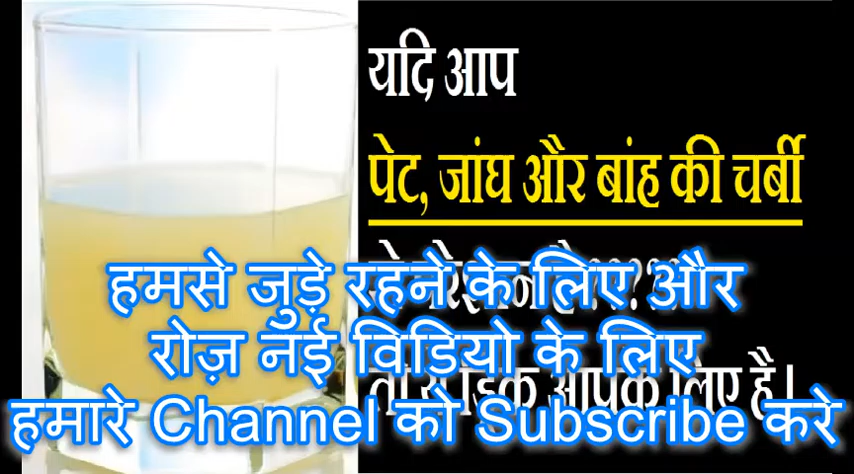 यदि आप
पेट, जांघ और बांह की चर्बी
हमसे जुड़े रहने के लिए और
रोज़ नई विडियो के लिए
लिए है।
हमारे Channel को Subscribe करे